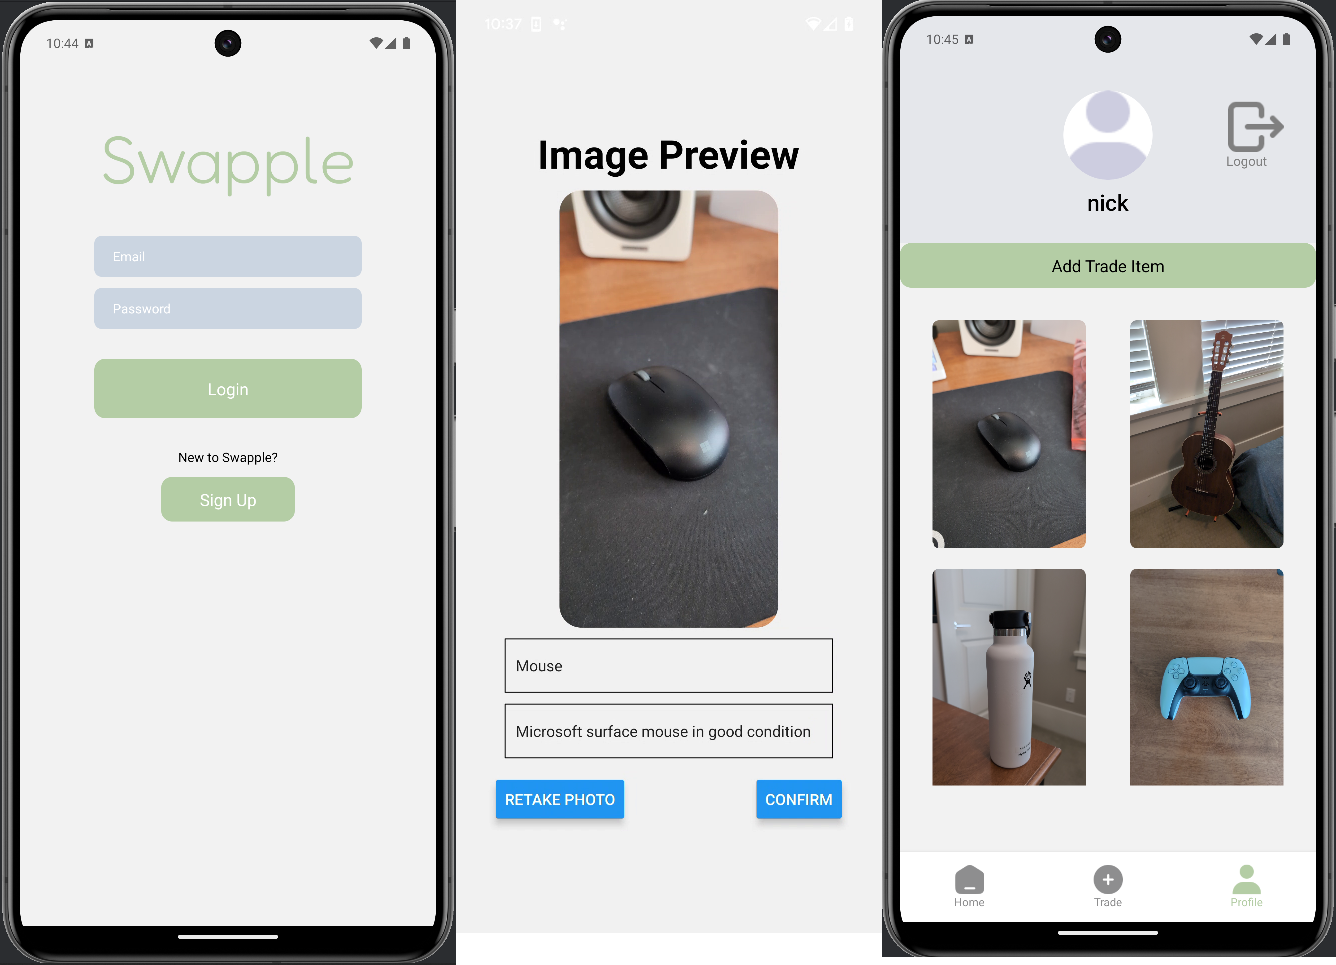 10:44
Swapple
Email
Password
Login
New to Swapple?
Sign Up
10:37
Image Preview
Mouse
Microsoft surface mouse in good condition
RETAKE PHOTO
CONFIRM
10:45
Logout
nick
Add Trade Item
Home
Trade
Profile